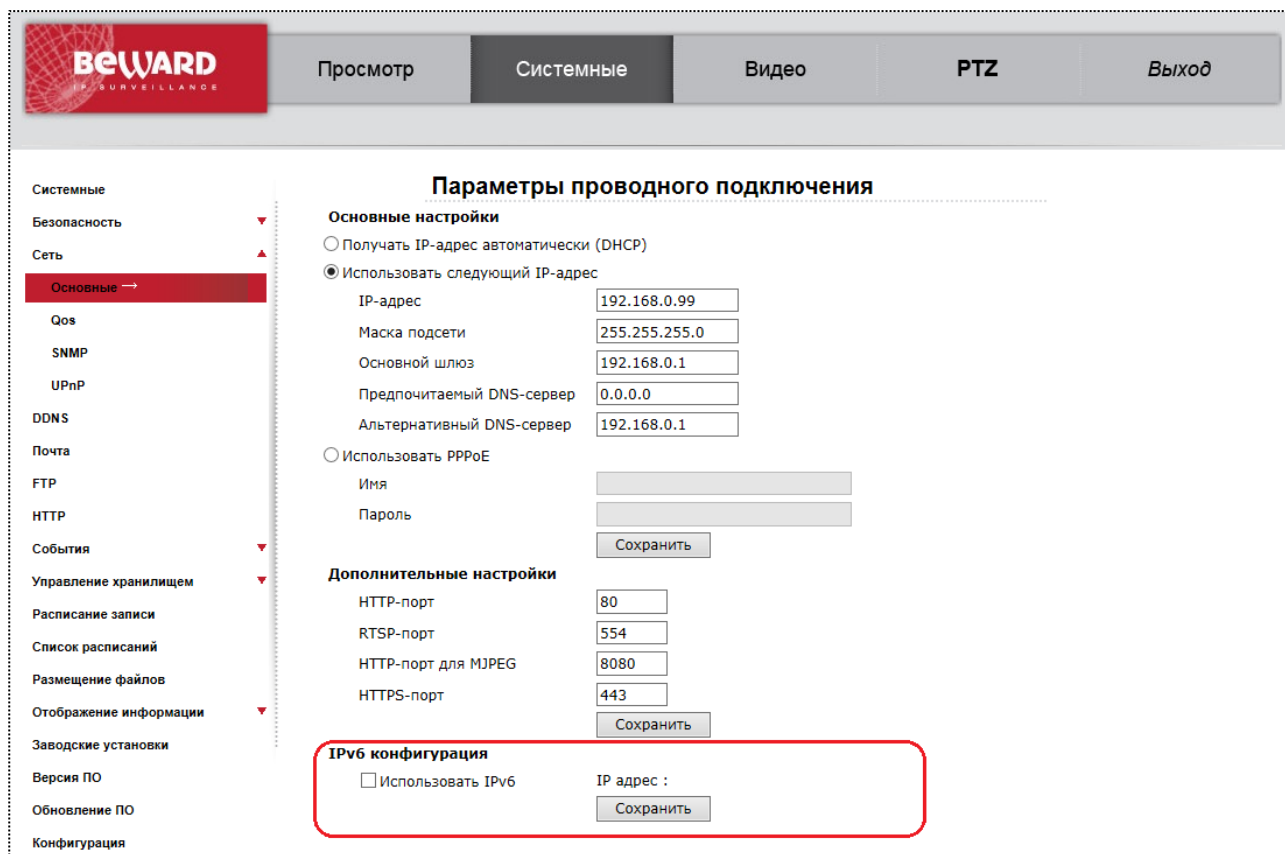 BEWARD
IP SURVEILLANCE
Просмотр
Системные
Видео
PTZ
Выход
Системные
Безопасность
Сеть
Основные →
Qos
SNMP
UPnP
DDNS
Почта
FTP
HTTP
События
Управление хранилищем
Расписание записи
Список расписаний
Размещение файлов
Отображение информации
Заводские установки
Версия ПО
Обновление ПО
Конфигурация
Параметры проводного подключения
Основные настройки
Получать IP-адрес автоматически (DHCP)
Использовать следующий IP-адрес
IP-адрес 192.168.0.99
Маска подсети 255.255.255.0
Основной шлюз 192.168.0.1
Предпочитаемый DNS-сервер 0.0.0.0
Альтернативный DNS-сервер 192.168.0.1
Использовать PPPoE
Имя
Пароль
Сохранить
Дополнительные настройки
HTTP-порт 80
RTSP-порт 554
HTTP-порт для MJPEG 8080
HTTPS-порт 443
Сохранить
IPv6 конфигурация
Использовать IPv6 IP адрес :
Сохранить